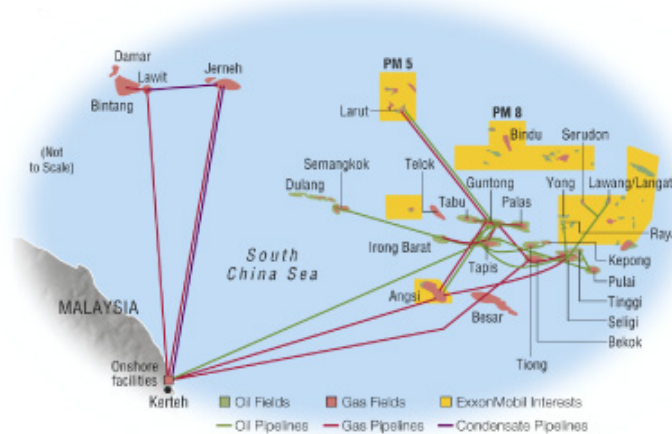 PM 5
Damar
Lawit
Jerneh
Bintang
Larut
PM 8
Bindu
Serudon
(Not
to Scale)
Semangkok
Telok
Guntong
Yong
Lawang/Langat
Dulang
Tabu
Palas
Raya
Irong Barat
South
China Sea
Tapis
Kepong
Pulai
MALAYSIA
Angsi
Besar
Tinggi
Seligi
Bekok
Tiong
Onshore
facilities
Kerteh
Oil Fields
Gas Fields
ExxonMobil Interests
Oil Pipelines
Gas Pipelines
Condensate Pipelines